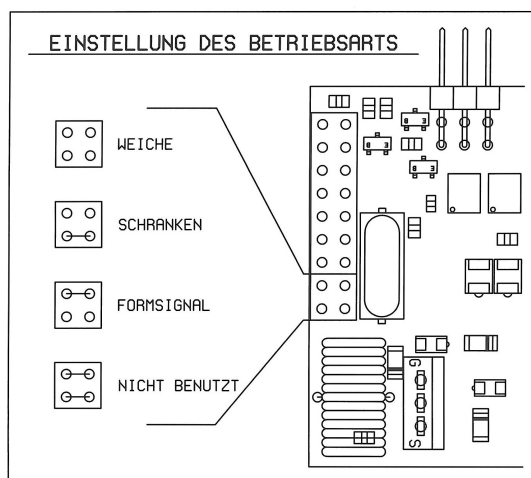 EINSTELLUNG DES BETRIEBSARTS
WEICHE
SCHRANKEN
FORMSIGNAL
NICHT BENUTZT
B E
B E
B E
G
S